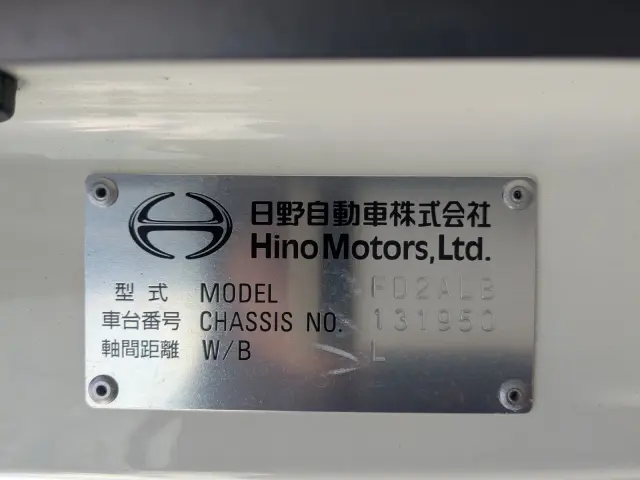 日野自動車株式会社
Hino Motors, Ltd.
型式 MODEL FD2ALB
車台番号 CHASSIS NO. 131950
軸間距離 W/B L